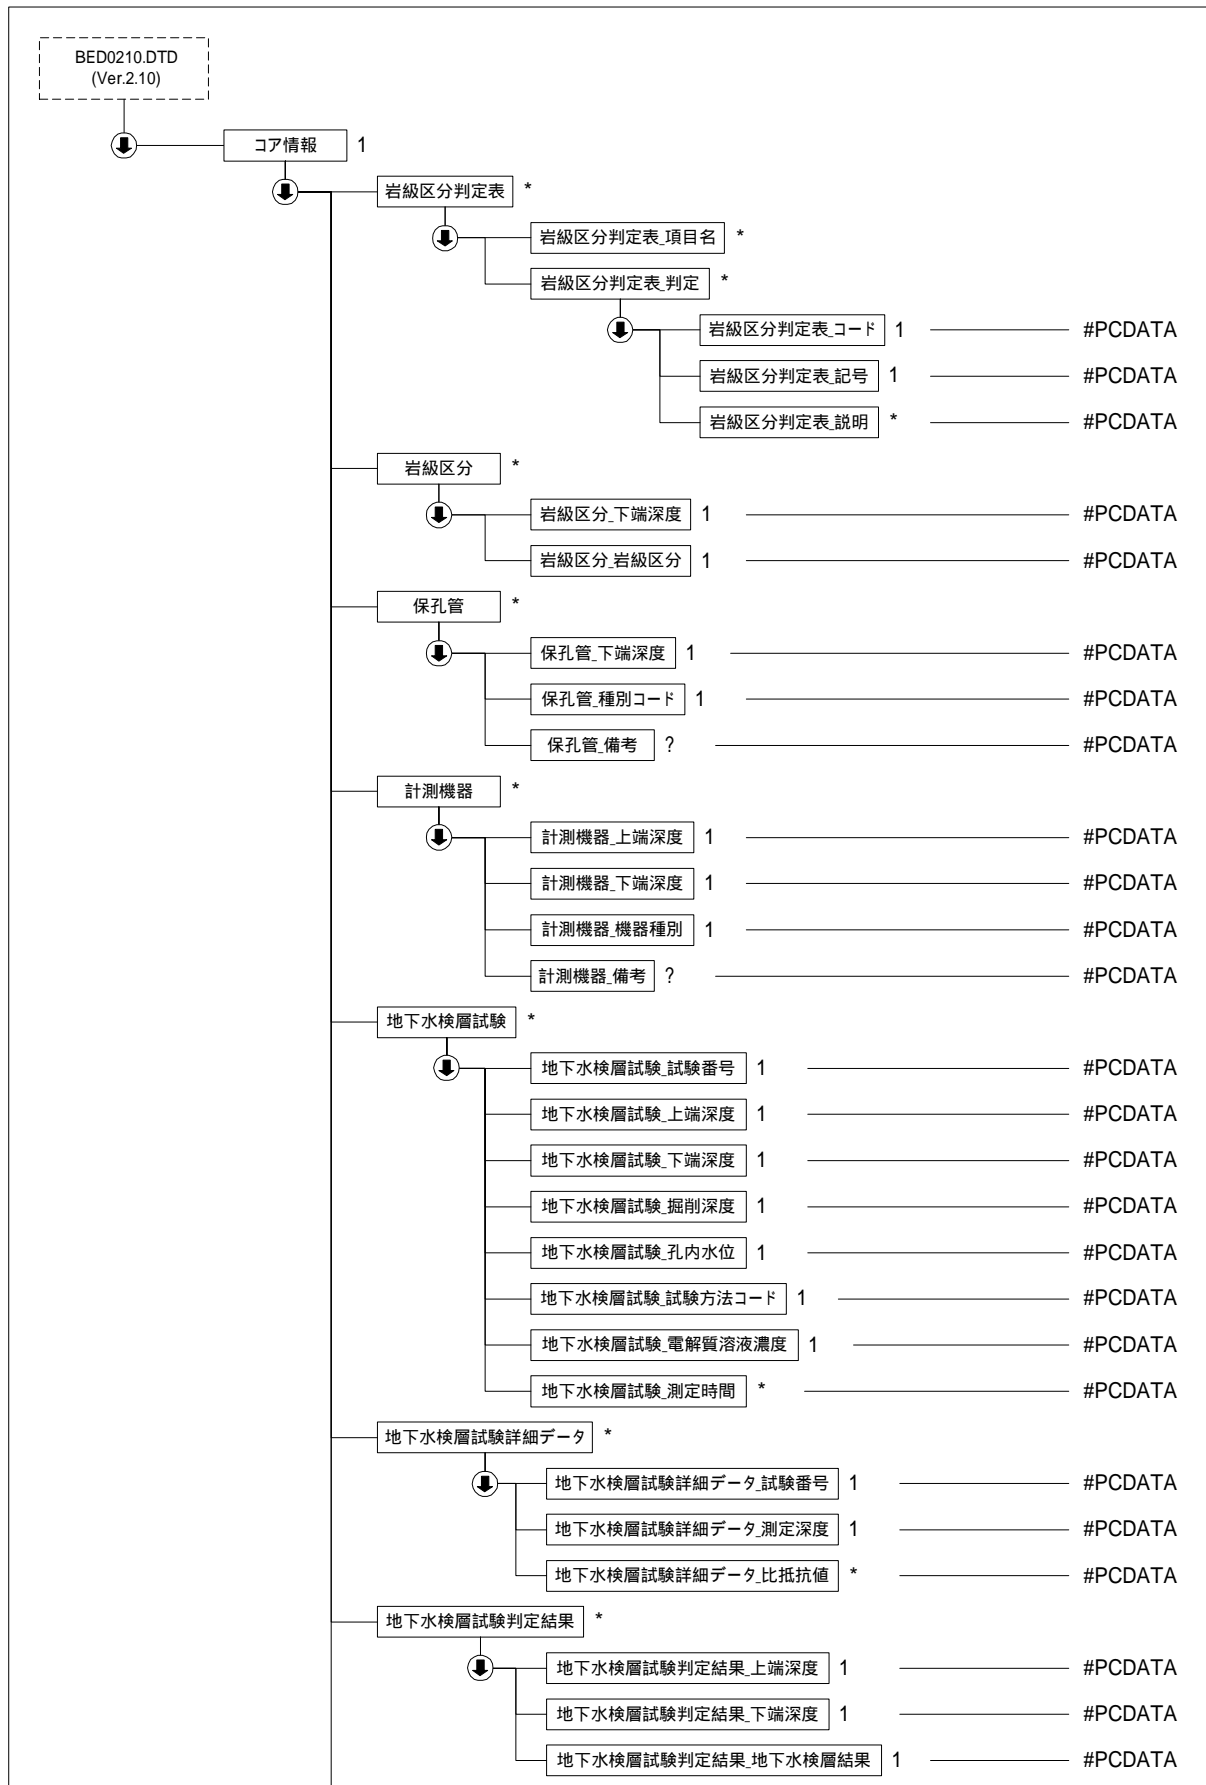 BED0210.DTD
(Ver.2.10)
コア情報 1
岩級区分判定表 *
岩級区分判定表_項目名 *
岩級区分判定表_判定 *
岩級区分判定表_コード 1 #PCDATA
岩級区分判定表_記号 1 #PCDATA
岩級区分判定表_説明 * #PCDATA
岩級区分 *
岩級区分_下端深度 1 #PCDATA
岩級区分_岩級区分 1 #PCDATA
保孔管 *
保孔管_下端深度 1 #PCDATA
保孔管_種別コード 1 #PCDATA
保孔管_備考 ? #PCDATA
計測機器 *
計測機器_上端深度 1 #PCDATA
計測機器_下端深度 1 #PCDATA
計測機器_機器種別 1 #PCDATA
計測機器_備考 ? #PCDATA
地下水検層試験 *
地下水検層試験_試験番号 1 #PCDATA
地下水検層試験_上端深度 1 #PCDATA
地下水検層試験_下端深度 1 #PCDATA
地下水検層試験_掘削深度 1 #PCDATA
地下水検層試験_孔内水位 1 #PCDATA
地下水検層試験_試験方法コード 1 #PCDATA
地下水検層試験_電解質溶液濃度 1 #PCDATA
地下水検層試験_測定時間 * #PCDATA
地下水検層試験詳細データ *
地下水検層試験詳細データ_試験番号 1 #PCDATA
地下水検層試験詳細データ_測定深度 1 #PCDATA
地下水検層試験詳細データ_比抵抗値 * #PCDATA
地下水検層試験判定結果 *
地下水検層試験判定結果_上端深度 1 #PCDATA
地下水検層試験判定結果_下端深度 1 #PCDATA
地下水検層試験判定結果_地下水検層結果 1 #PCDATA